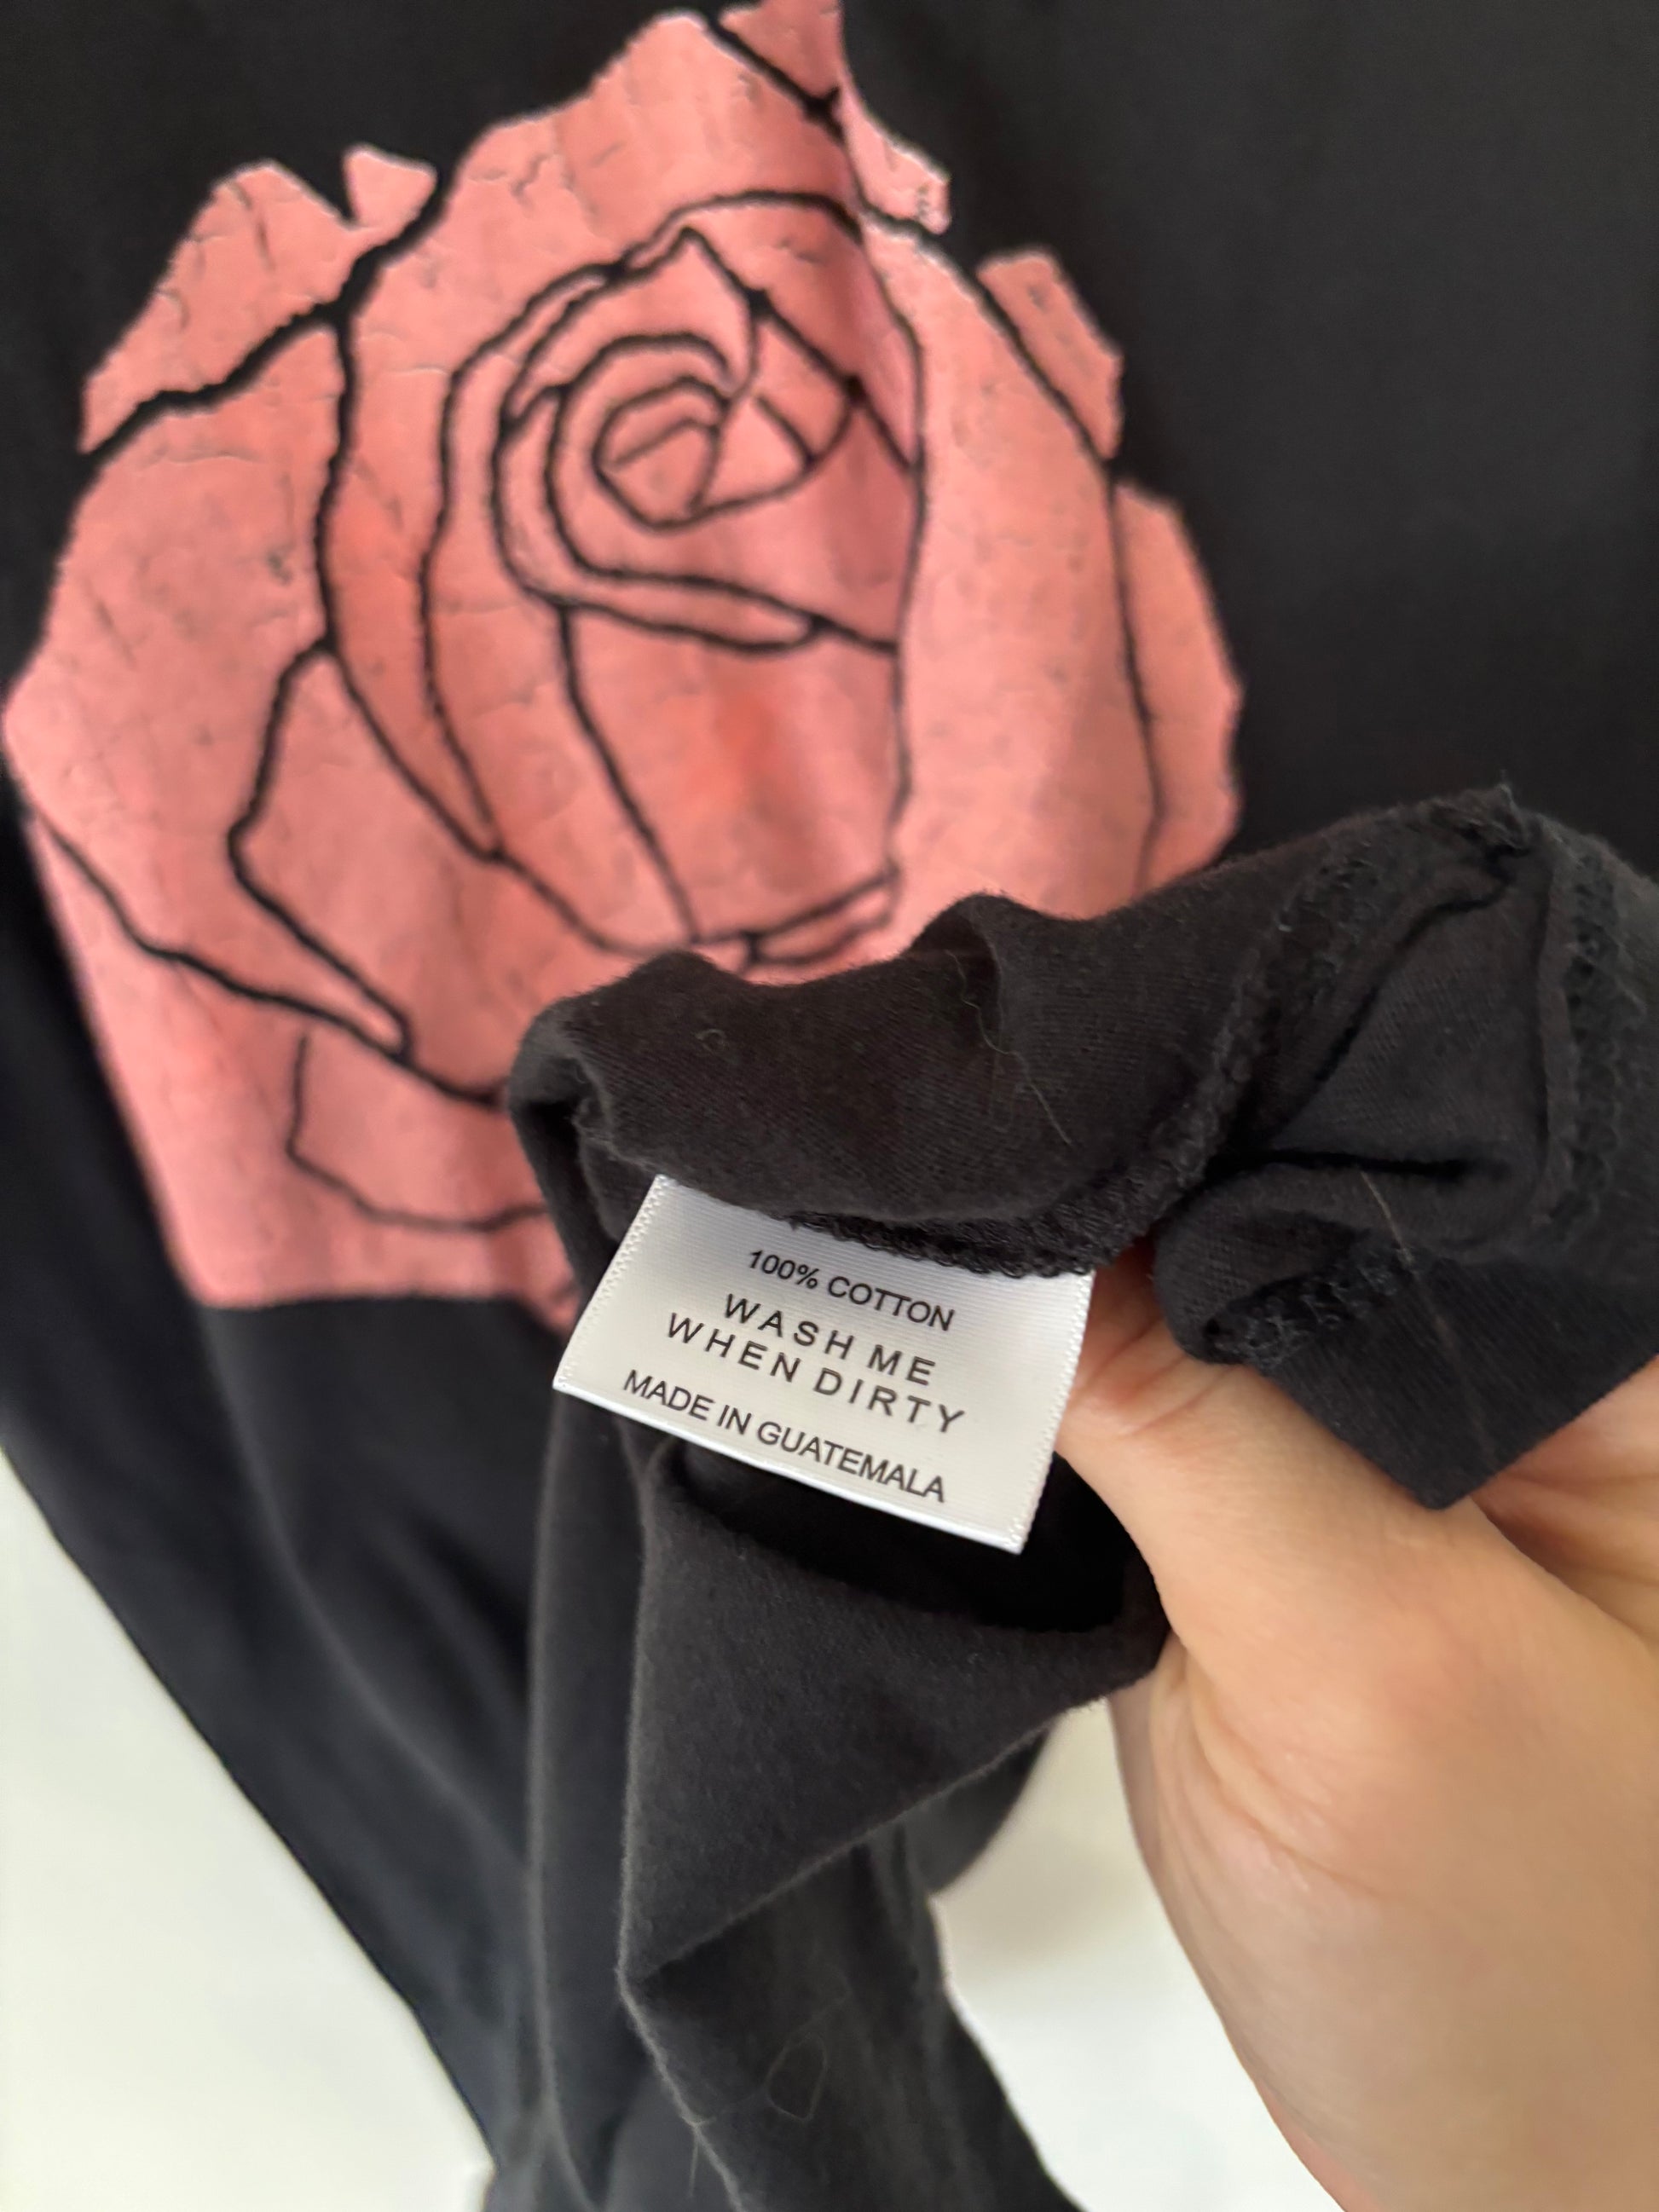 100% COTTON
WASH ME
WHEN DIRTY
MADE IN GUATEMALA